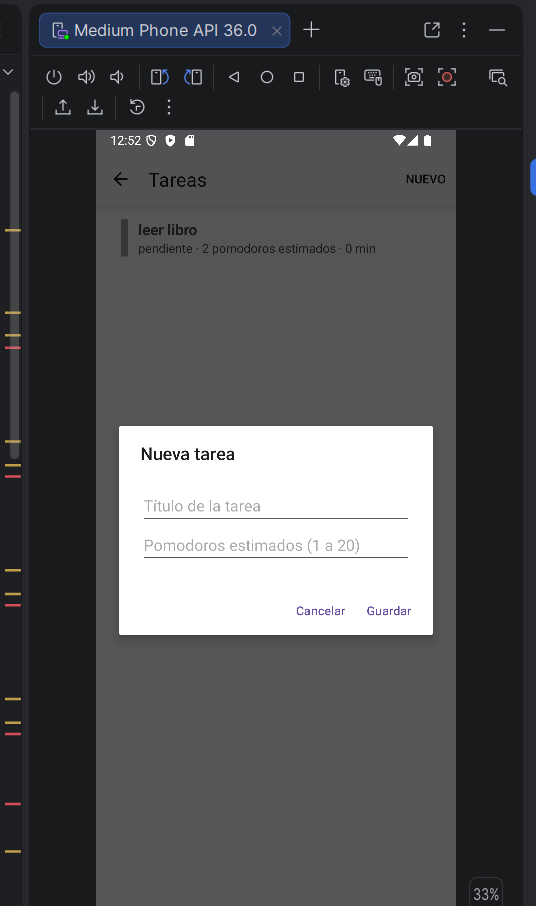 Medium Phone API 36.0
12:52
Tareas
NUEVO
leer libro
pendiente · 2 pomodoros estimados · 0 min
Nueva tarea
Título de la tarea
Pomodoros estimados (1 a 20)
Cancelar
Guardar
33%